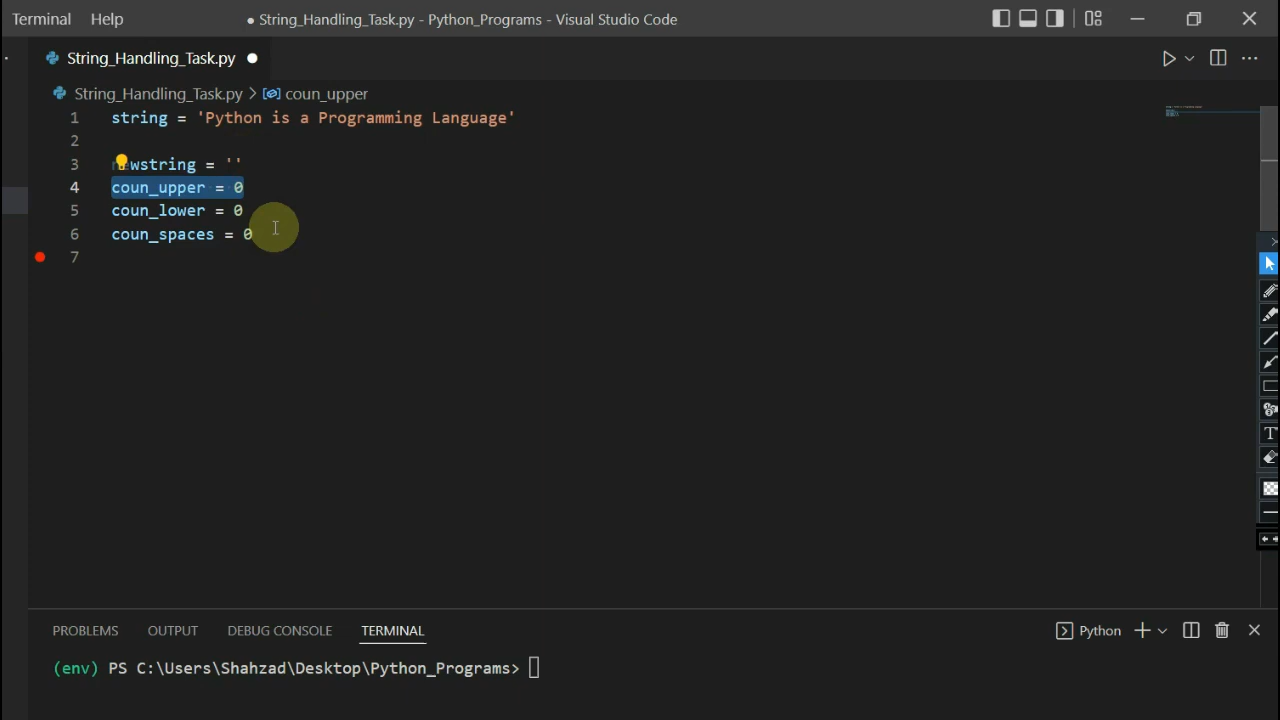 Terminal Help ● String_Handling_Task.py - Python_Programs - Visual Studio Code
String_Handling_Task.py
String_Handling_Task.py > coun_upper
1 string = 'Python is a Programming Language'
2
3 newstring = ''
4 coun_upper = 0
5 coun_lower = 0
6 coun_spaces = 0
7
PROBLEMS OUTPUT DEBUG CONSOLE TERMINAL Python
(env) PS C:\Users\Shahzad\Desktop\Python_Programs>